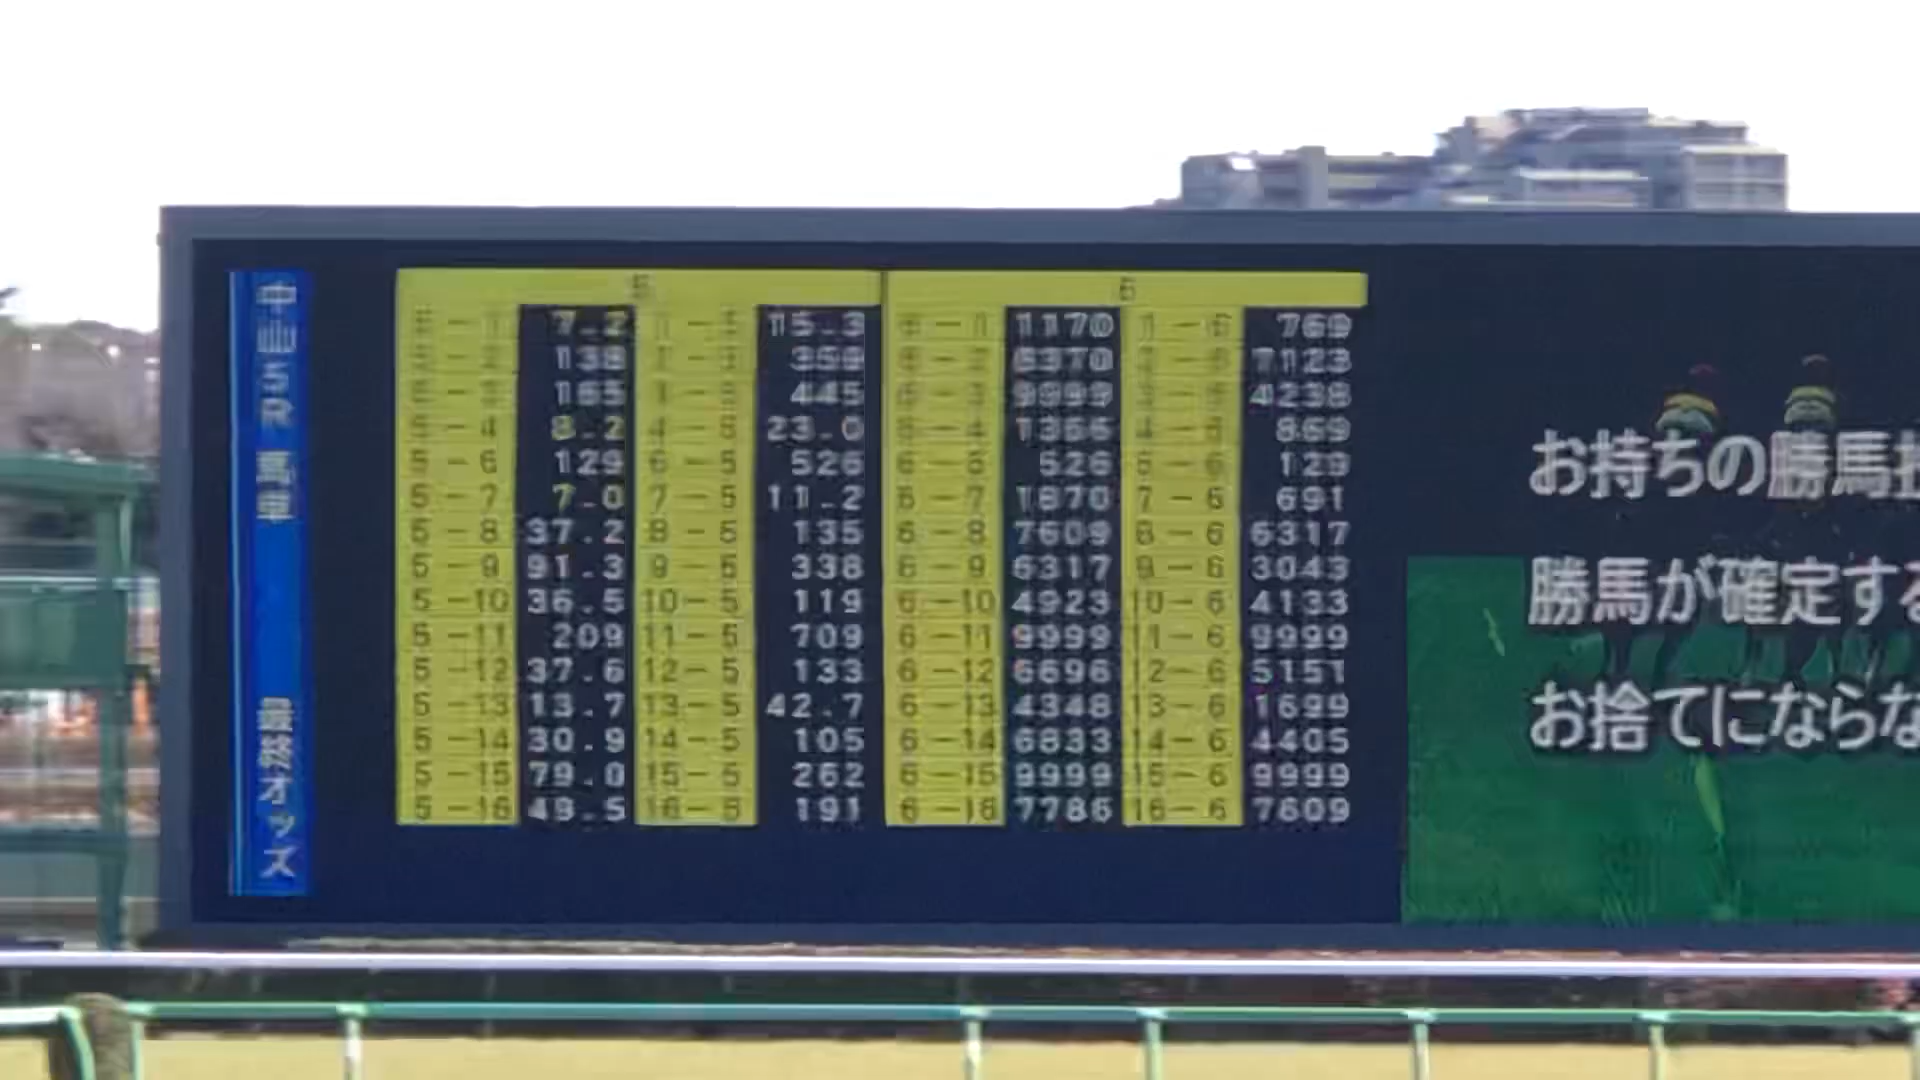 中山5R 馬単 最終オッズ
5 6
5-1 7.2 1-5 15.3 6-1 1170 1-6 769
5-2 138 2-5 359 6-2 6370 2-6 7123
5-3 165 3-5 445 6-3 9999 3-6 4238
5-4 8.2 4-5 23.0 6-4 1366 4-6 869
5-6 129 6-5 526 6-5 526 5-6 129
5-7 7.0 7-5 11.2 6-7 1870 7-6 691
5-8 37.2 8-5 135 6-8 7609 8-6 6317
5-9 91.3 9-5 338 6-9 6317 9-6 3043
5-10 36.5 10-5 119 6-10 4923 10-6 4133
5-11 209 11-5 709 6-11 9999 11-6 9999
5-12 37.6 12-5 133 6-12 6696 12-6 5151
5-13 13.7 13-5 42.7 6-13 4348 13-6 1699
5-14 30.9 14-5 105 6-14 6833 14-6 4405
5-15 79.0 15-5 262 6-15 9999 15-6 9999
5-16 49.5 16-5 191 6-16 7786 16-6 7609
お持ちの勝馬投
勝馬が確定する
お捨てにならな